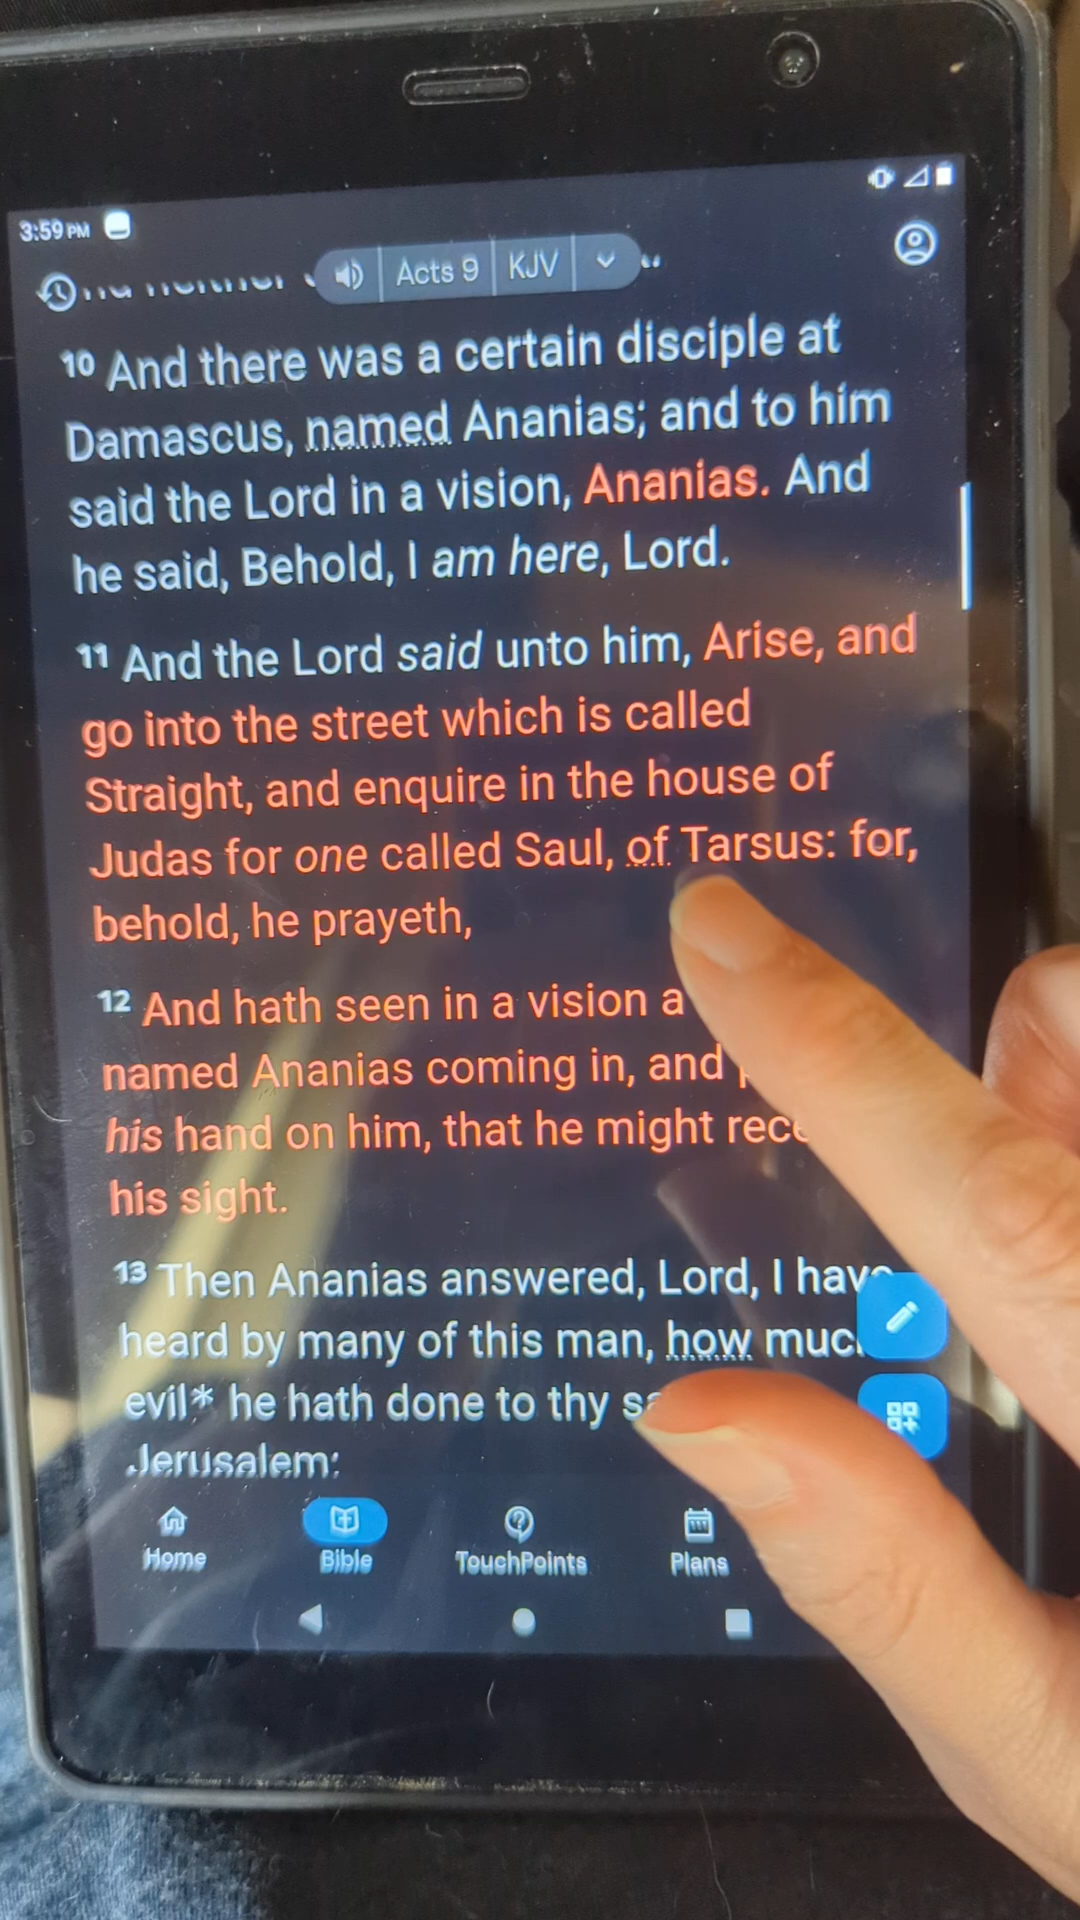 3:59 PM
Acts 9 KJV
10 And there was a certain disciple at
Damascus, named Ananias; and to him
said the Lord in a vision, Ananias. And
he said, Behold, I am here, Lord.
11 And the Lord said unto him, Arise, and
go into the street which is called
Straight, and enquire in the house of
Judas for one called Saul, of Tarsus: for,
behold, he prayeth,
12 And hath seen in a vision a
named Ananias coming in, and
his hand on him, that he might
his sight.
13 Then Ananias answered, Lord, I have
heard by many of this man, how
evil* he hath done to thy
Jerusalem:
Home Bible TouchPoints Plans